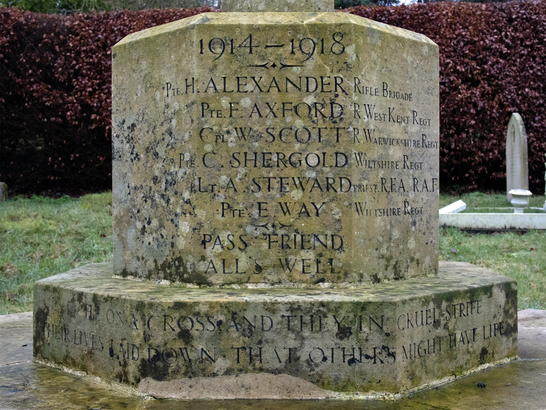 1914–1918
Pte H. ALEXANDER Rifle Brigade
Pte F. AXFORD R. West Kent Regt
Cpl W. SCOTT R. Warwickshire Regt
Pte C. SHERGOLD Wiltshire Regt
Lt A. STEWARD R.F.A. R.A.F.
Pte E. WAY Wiltshire Regt
PASS FRIEND
ALL'S WELL
ON A CROSS AND THEY IN CRUEL STRIFE
LIVES LAID DOWN THAT OTHERS MIGHT HAVE LIFE